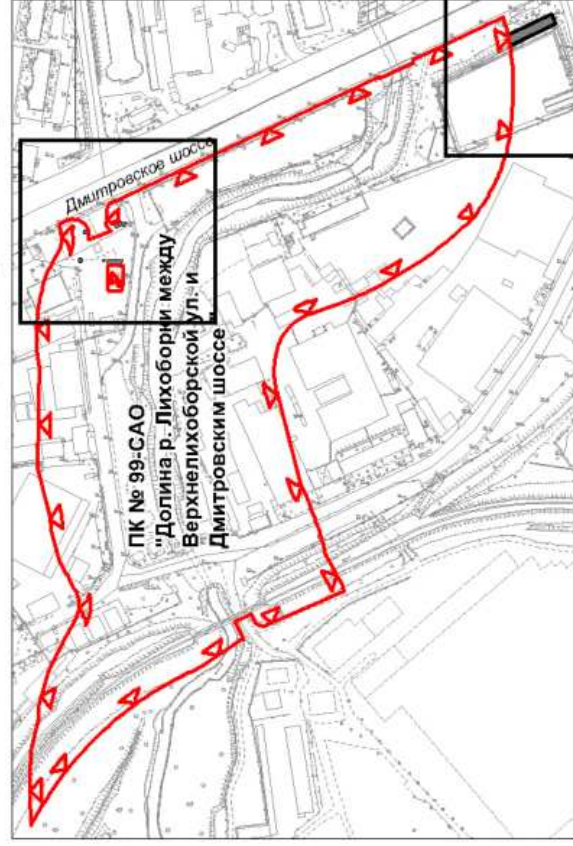 Дмитровское шоссе
ПК № 99-САО
"Долина р. Лихоборки между
Верхнелихоборской ул. и
Дмитровским шоссе"